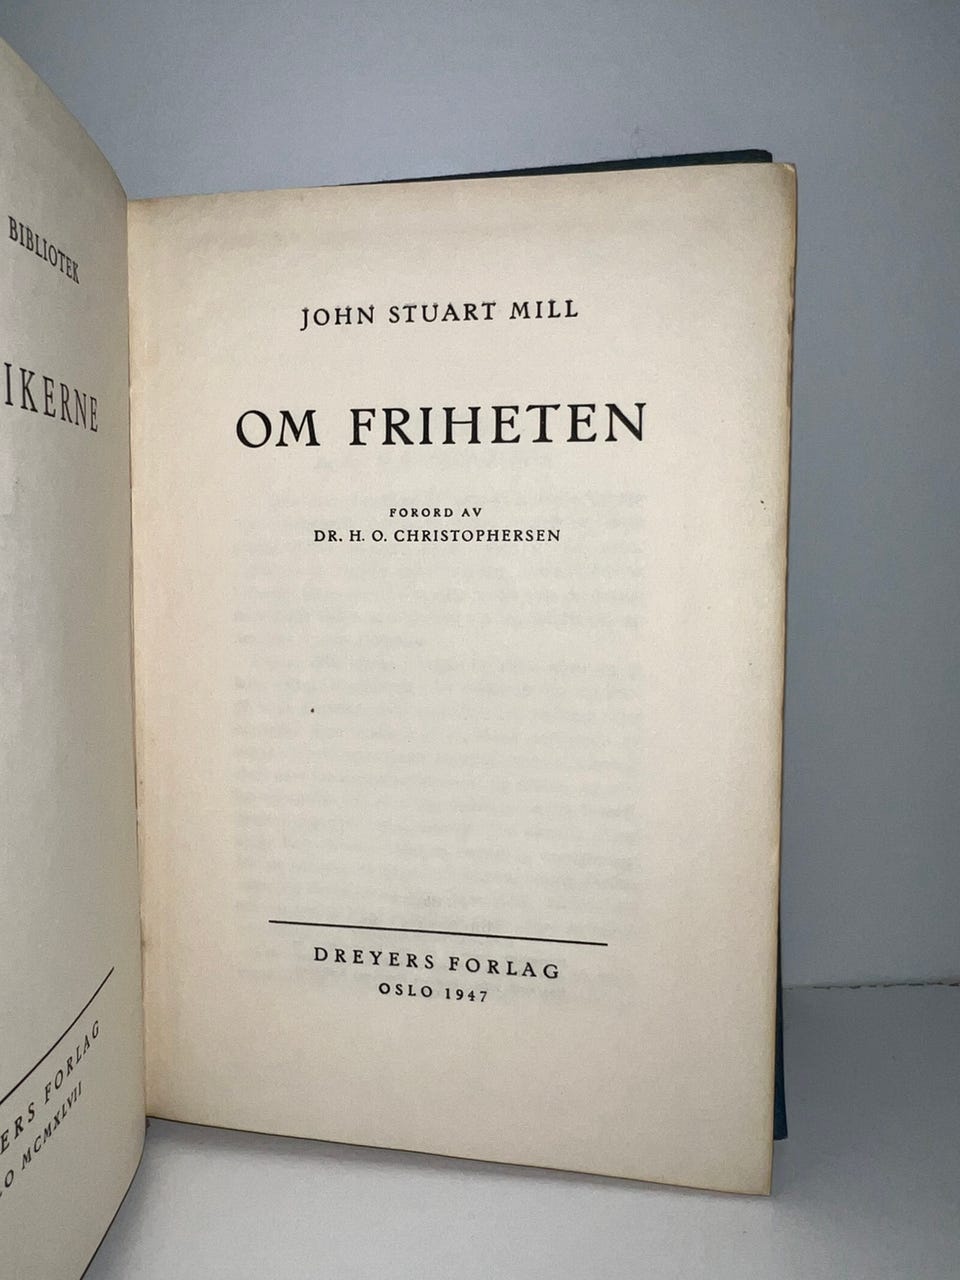 BIBLIOTEK
IKERNE
ERS FORLAG
O MCMXLVII
JOHN STUART MILL
OM FRIHETEN
FORORD AV
DR. H. O. CHRISTOPHERSEN
DREYERS FORLAG
OSLO 1947